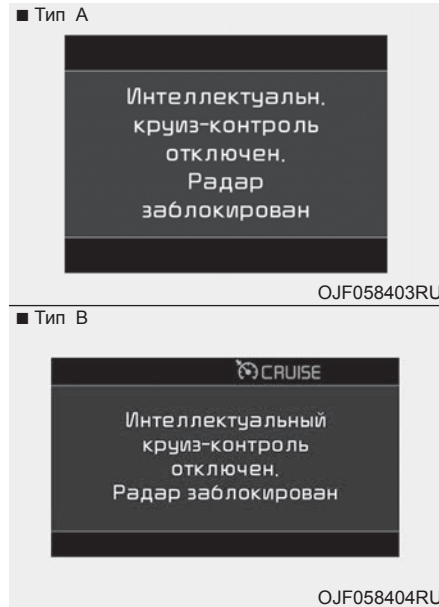 ■ Тип A
Интеллектуальн.
круиз-контроль
отключен.
Радар
заблокирован
OJF058403RU
■ Тип B
CRUISE
Интеллектуальный
круиз-контроль
отключен.
Радар заблокирован
OJF058404RU